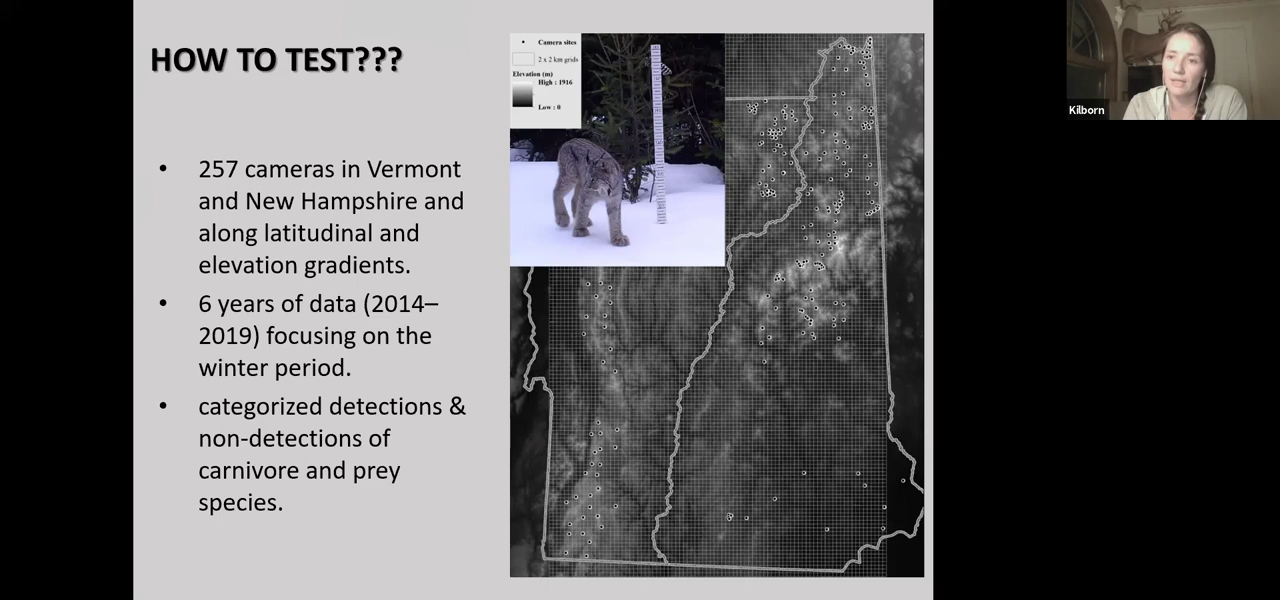 HOW TO TEST???
• 257 cameras in Vermont
and New Hampshire and
along latitudinal and
elevation gradients.
• 6 years of data (2014–
2019) focusing on the
winter period.
• categorized detections &
non-detections of
carnivore and prey
species.
Camera sites
2 x 2 km grids
Elevation (m)
High : 1916
Low : 0
Kilborn